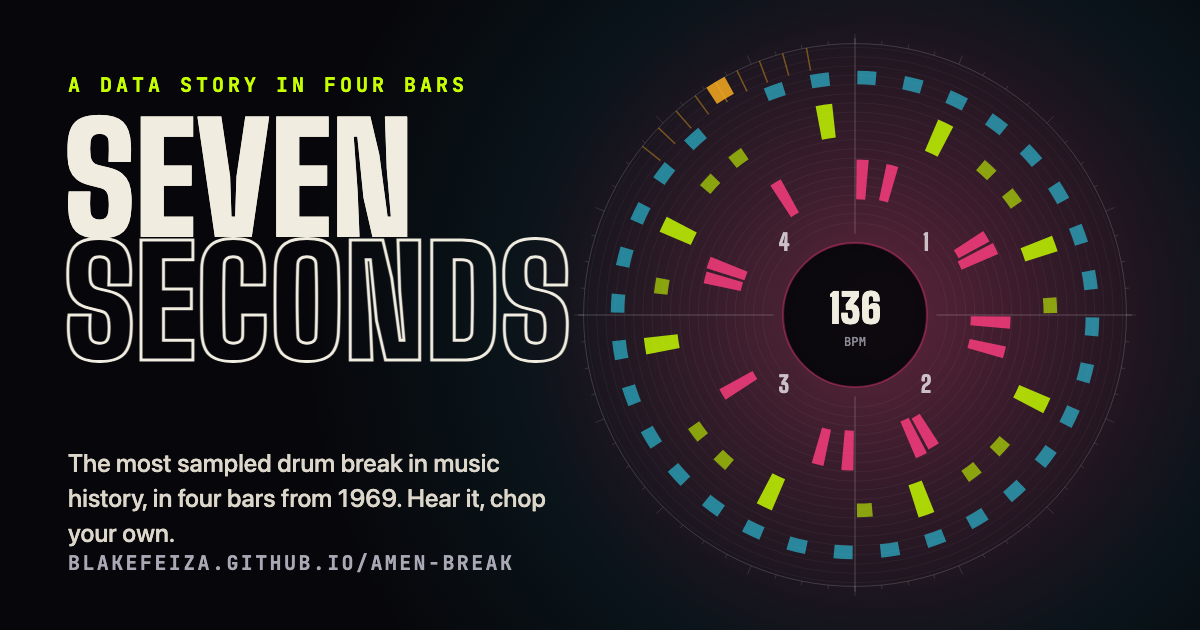 A DATA STORY IN FOUR BARS
SEVEN
SECONDS
The most sampled drum break in music
history, in four bars from 1969. Hear it, chop
your own.
BLAKEFEIZA.GITHUB.IO/AMEN-BREAK
4
1
136
BPM
3
2